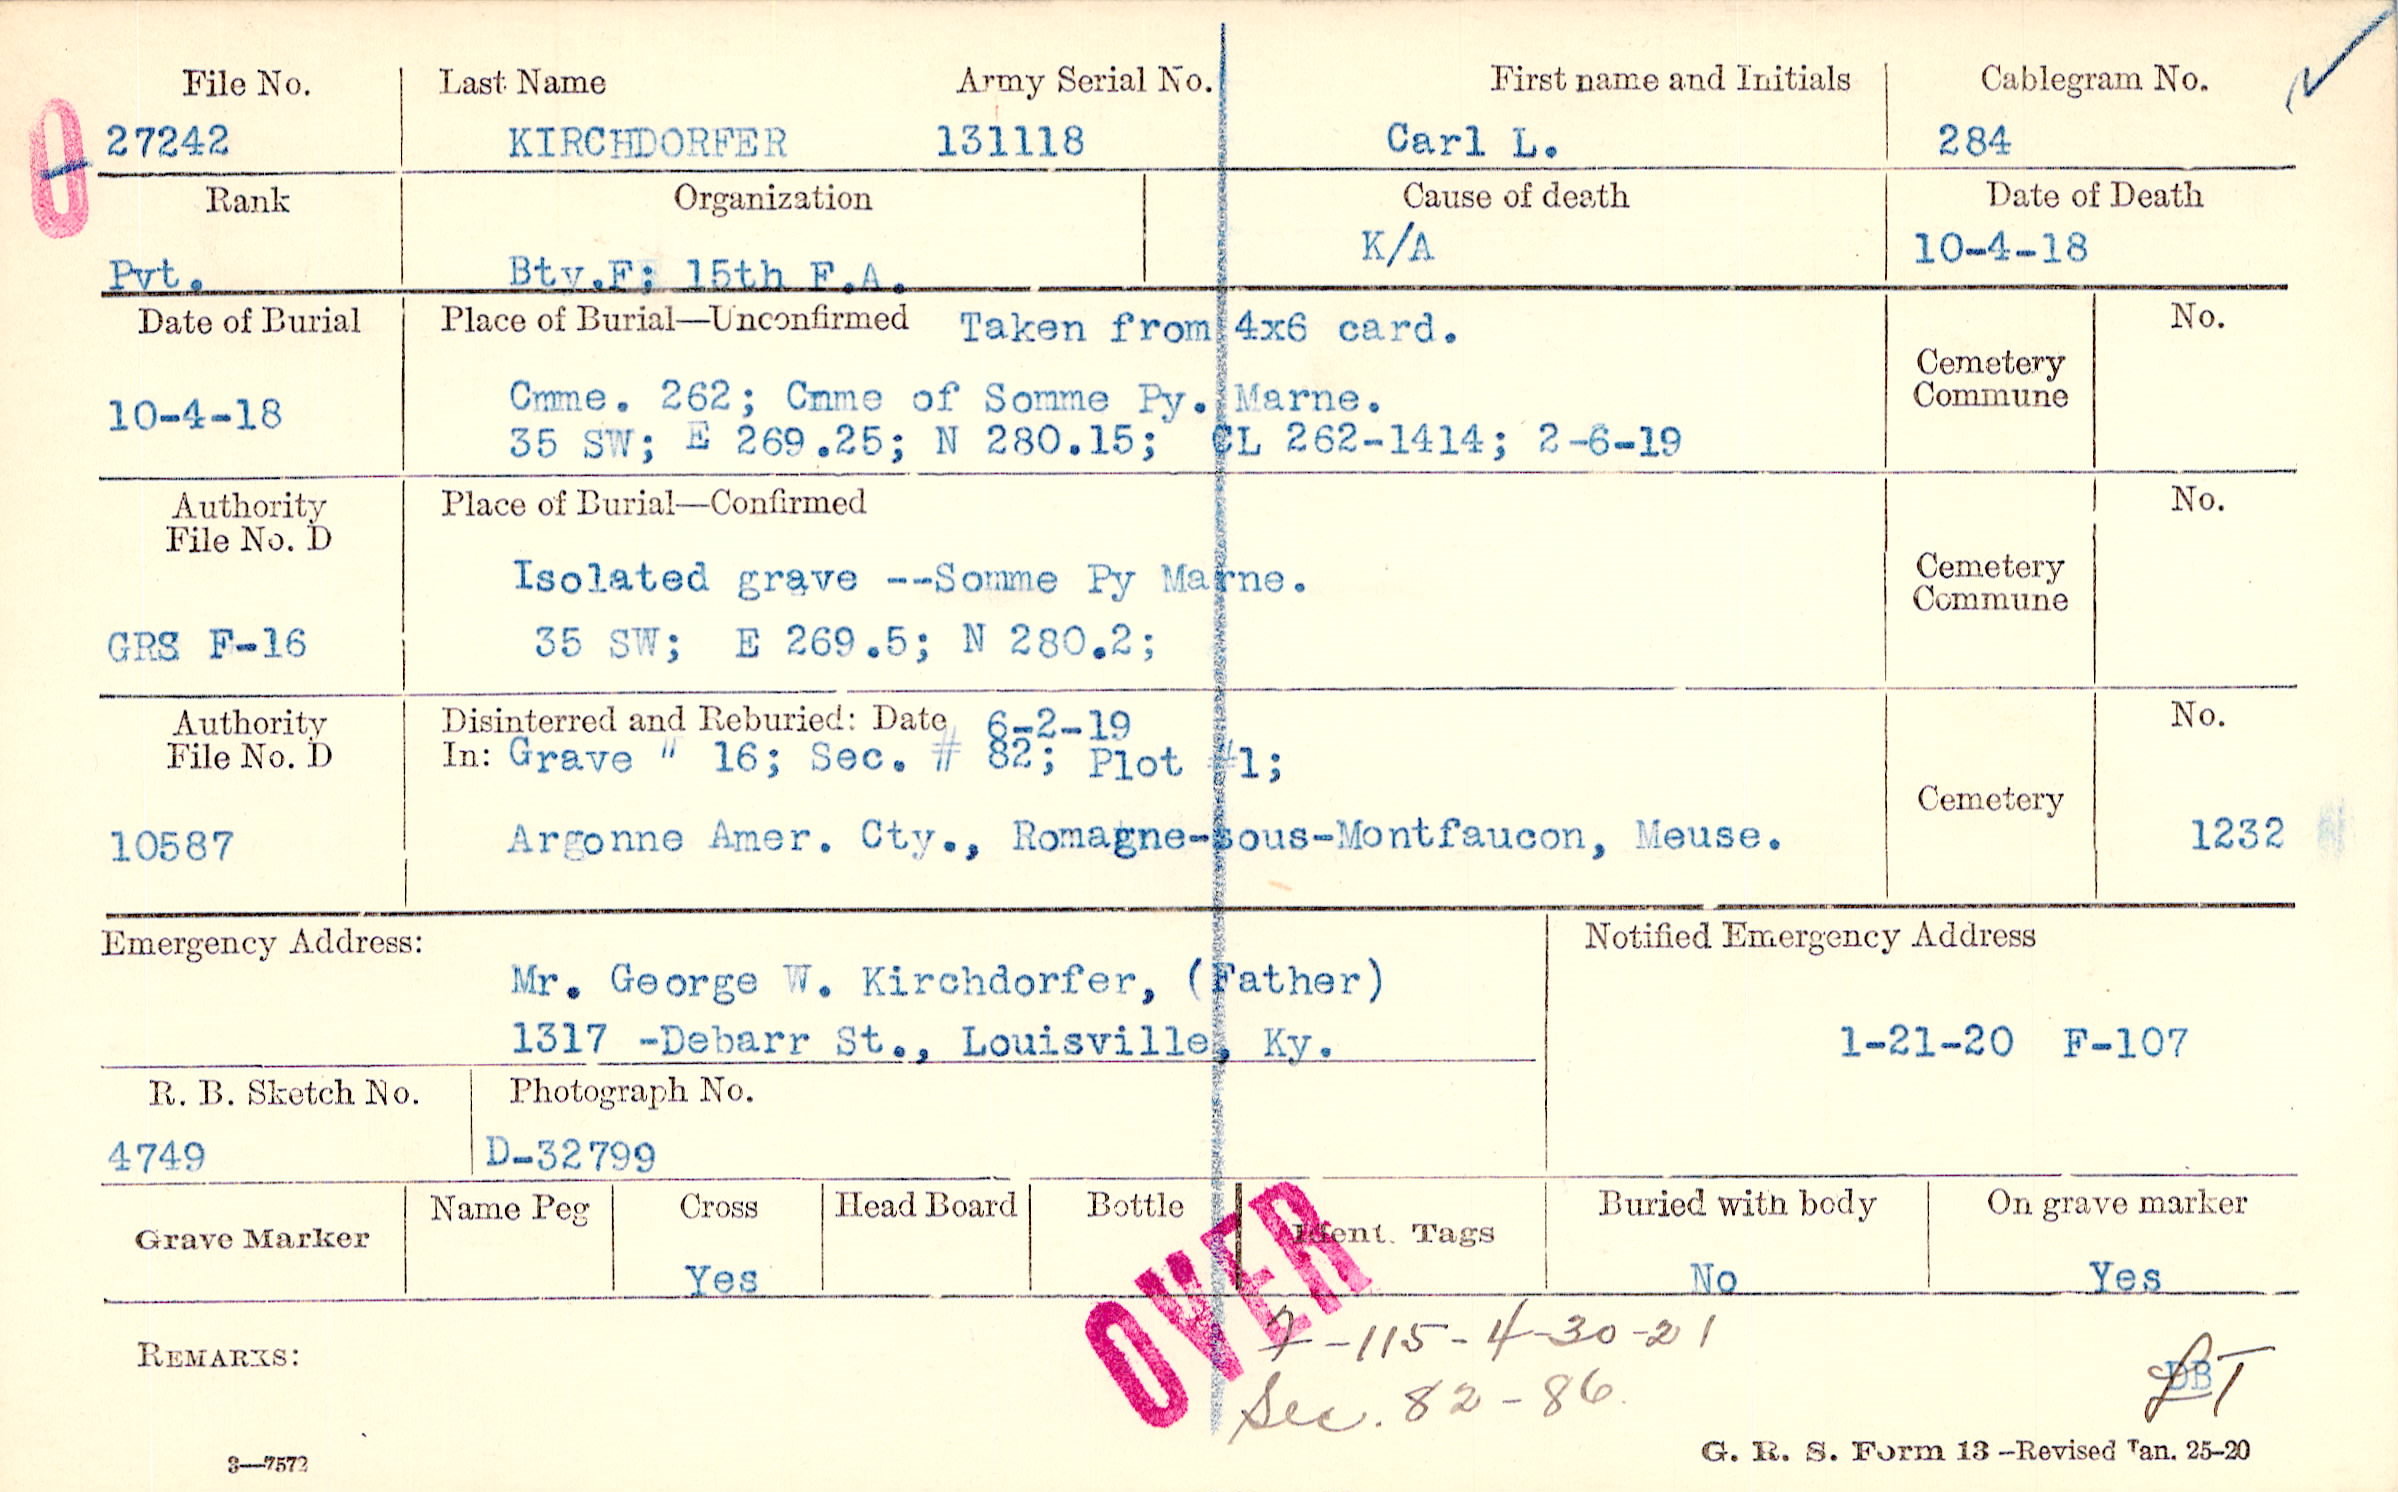 File No. Last Name Army Serial No. First name and Initials Cablegram No.
27242 KIRCHDORFER 131118 Carl L. 284
Rank Organization Cause of death Date of Death
Pvt. Bty.F; 15th F.A. K/A 10-4-18
Date of Burial Place of Burial—Unconfirmed Taken from 4x6 card. No.
Cemetery
Commune
10-4-18 Cmme. 262; Cmme of Somme Py. Marne.
35 SW; E 269.25; N 280.15; CL 262-1414; 2-6-19
Authority Place of Burial—Confirmed No.
File No. D
Cemetery
Commune
Isolated grave --Somme Py Marne.
GRS F-16 35 SW; E 269.5; N 280.2;
Authority Disinterred and Reburied: Date 6-2-19 No.
File No. D In: Grave " 16; Sec. # 82; Plot #1;
Cemetery
10587 Argonne Amer. Cty., Romagne-sous-Montfaucon, Meuse. 1232
Emergency Address: Notified Emergency Address
Mr. George W. Kirchdorfer, (Father)
1317 -Debarr St., Louisville, Ky. 1-21-20 F-107
R. B. Sketch No. Photograph No.
4749 D-32799
Grave Marker Name Peg Cross Head Board Bottle Ident. Tags Buried with body On grave marker
Yes No Yes
OVER
7-115-4-30-21
REMARKS:
Sec. 82-86.
DB
3—7572 G. R. S. Form 13—Revised Jan. 25-20